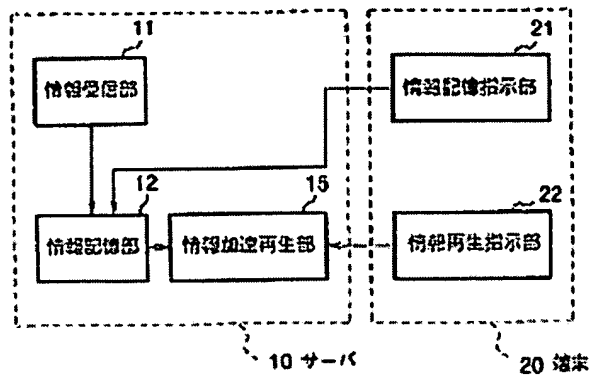 11
21
情報受信部
情報記憶指示部
12
15
22
情報記憶部
情報加速再生部
情報再生指示部
10 サーバ
20 端末